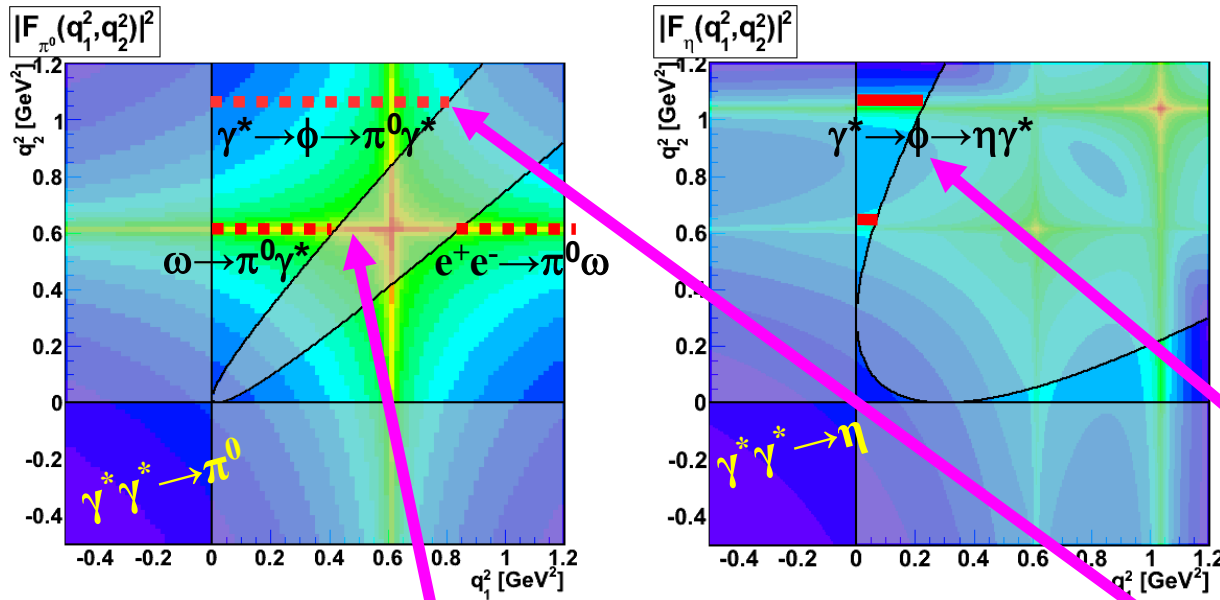 |F_π⁰(q₁²,q₂²)|²
q₂² [GeV²]
1.2
1
0.8
0.6
0.4
0.2
0
-0.2
-0.4
γ*→ϕ→π⁰γ*
ω→π⁰γ*
e⁺e⁻→π⁰ω
γ*γ*→π⁰
-0.4 -0.2 0 0.2 0.4 0.6 0.8 1 1.2
q₁² [GeV²]
|F_η(q₁²,q₂²)|²
q₂² [GeV²]
1.2
1
0.8
0.6
0.4
0.2
0
-0.2
-0.4
γ*→ϕ→ηγ*
γ*γ*→η
-0.4 -0.2 0 0.2 0.4 0.6 0.8 1 1.2
q₁² [GeV²]